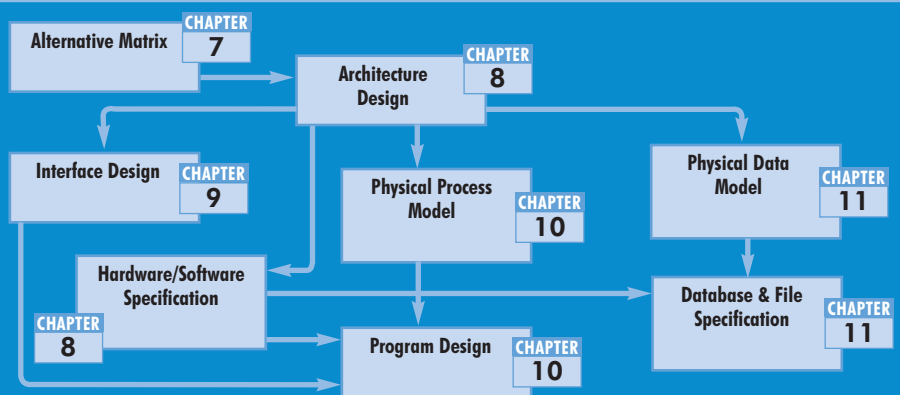 Alternative Matrix
CHAPTER
7
Architecture
Design
CHAPTER
8
Interface Design
CHAPTER
9
Physical Process
Model
CHAPTER
10
Physical Data
Model
CHAPTER
11
Hardware/Software
Specification
CHAPTER
8
Database & File
Specification
CHAPTER
11
Program Design
CHAPTER
10